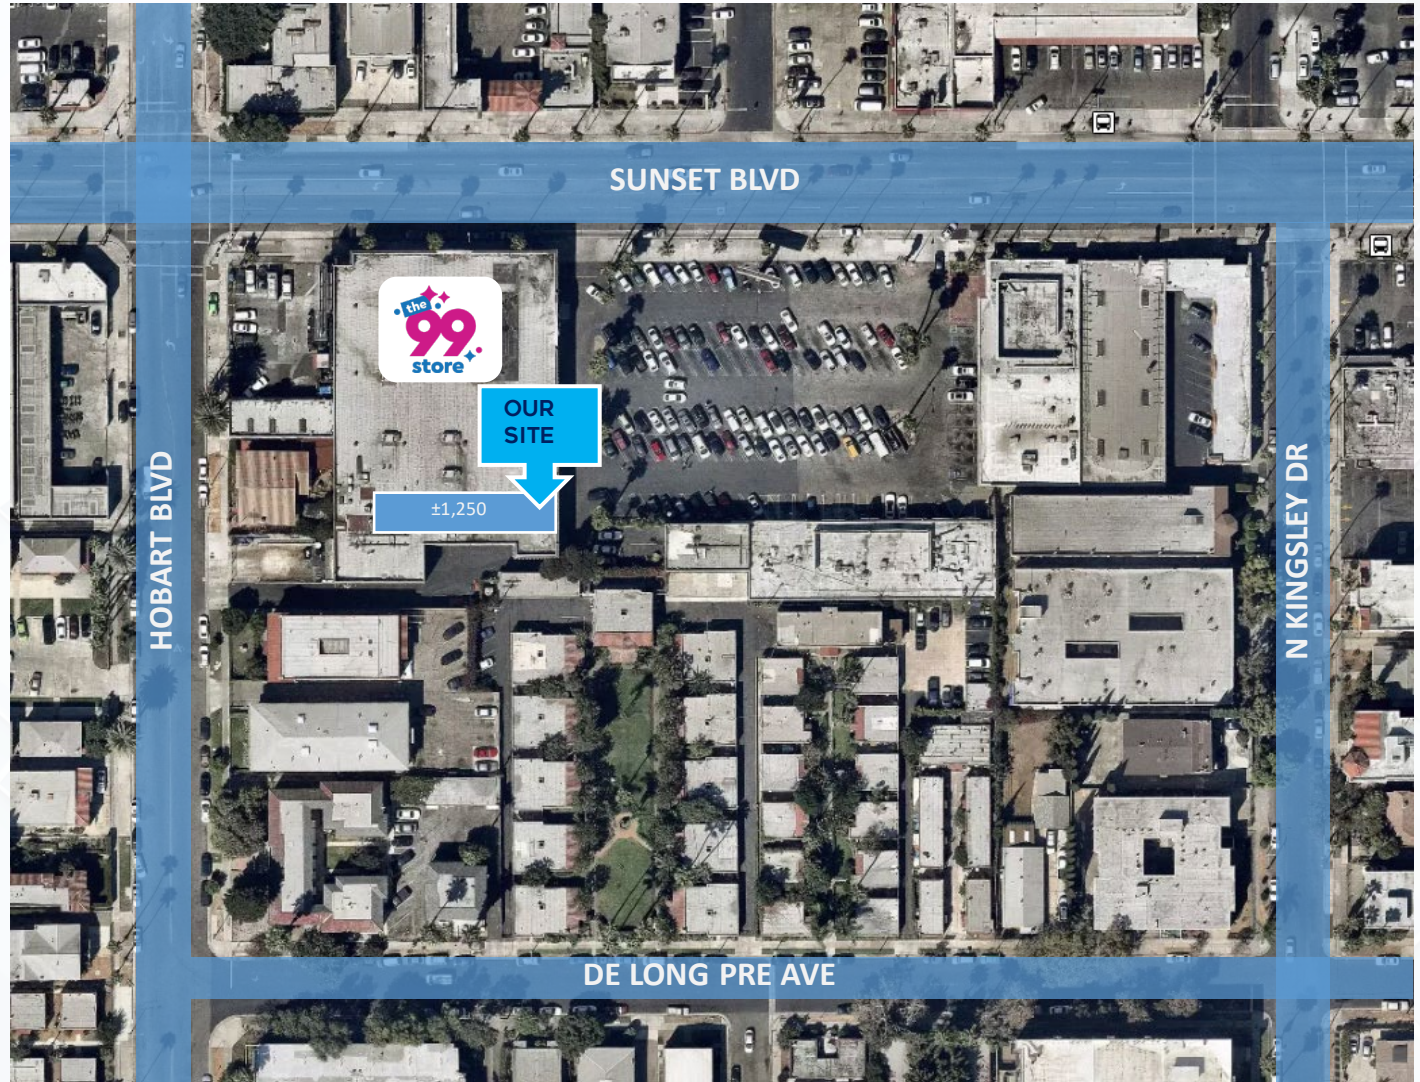 SUNSET BLVD
the
99
store
OUR
SITE
±1,250
HOBART BLVD
N KINGSLEY DR
DE LONG PRE AVE